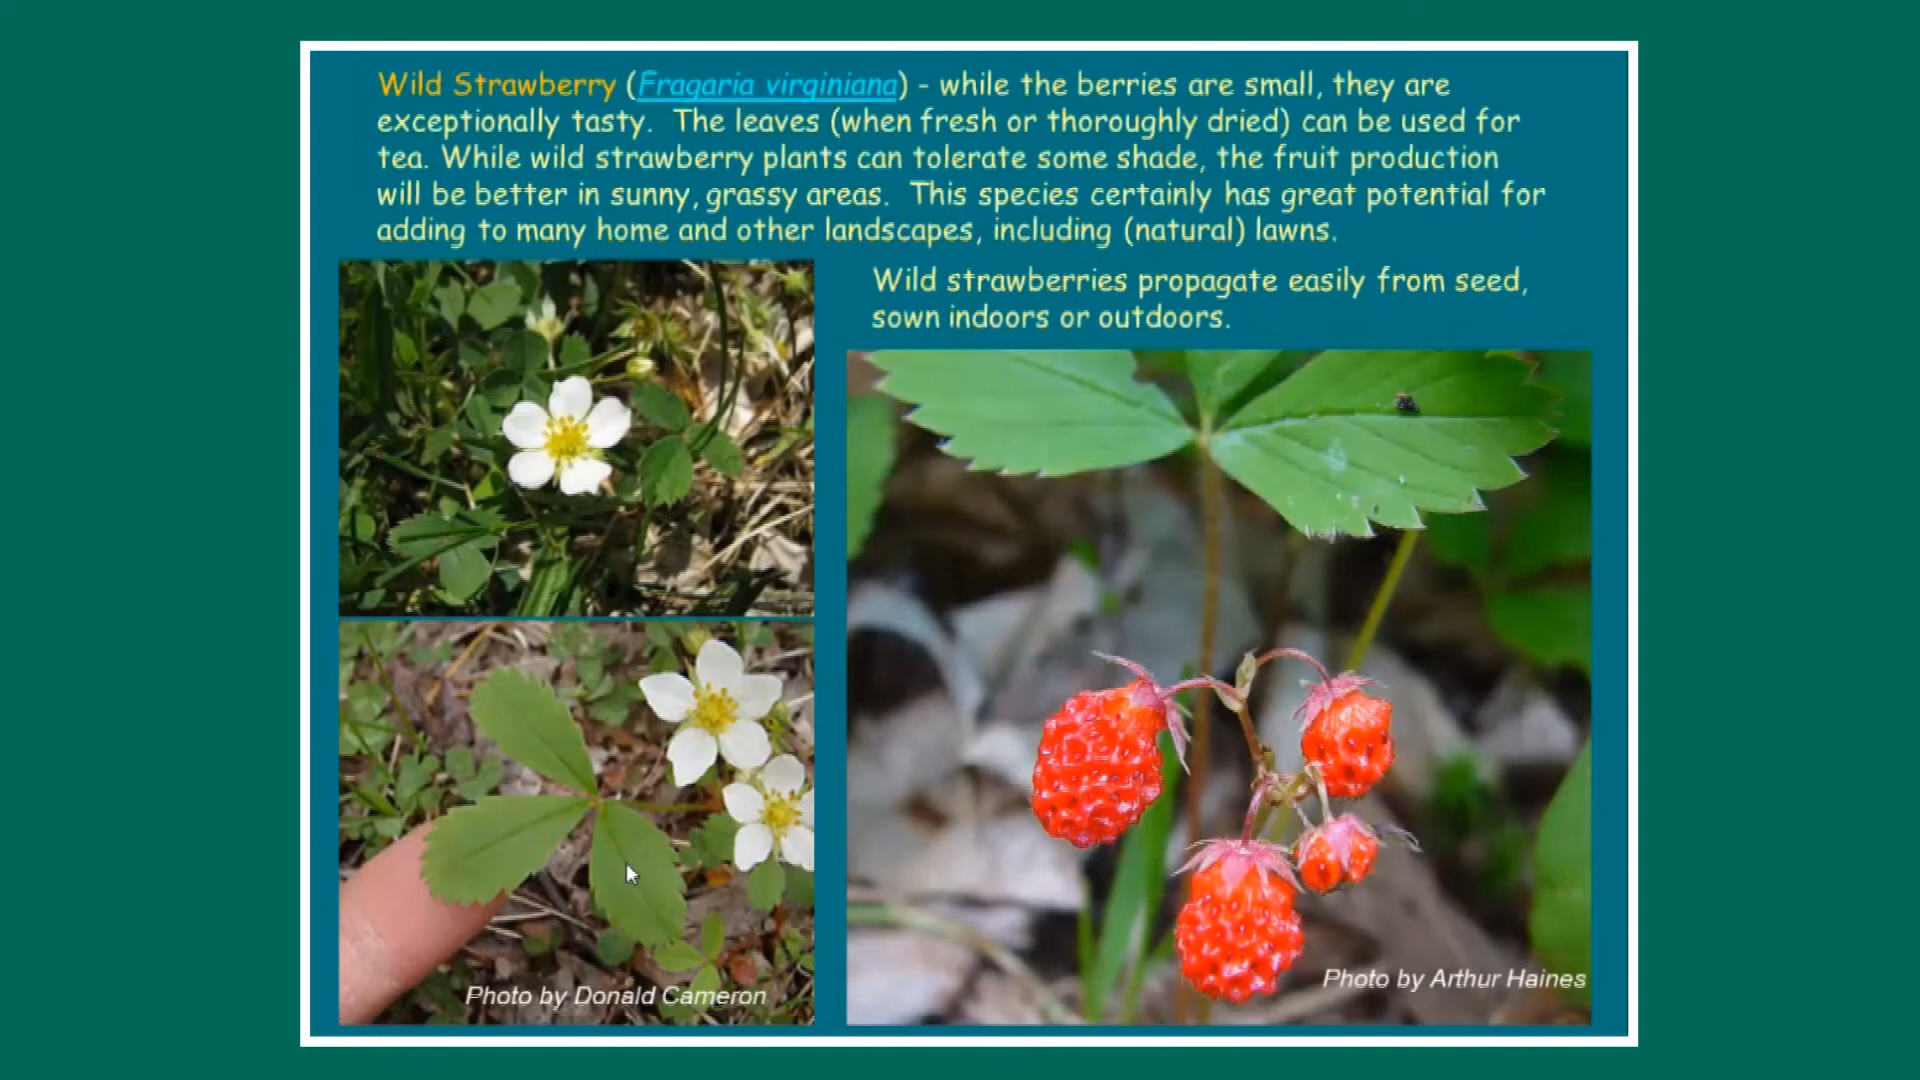 Wild Strawberry (Fragaria virginiana) - while the berries are small, they are
exceptionally tasty.  The leaves (when fresh or thoroughly dried) can be used for
tea. While wild strawberry plants can tolerate some shade, the fruit production
will be better in sunny, grassy areas.  This species certainly has great potential for
adding to many home and other landscapes, including (natural) lawns.
Wild strawberries propagate easily from seed,
sown indoors or outdoors.
Photo by Donald Cameron
Photo by Arthur Haines